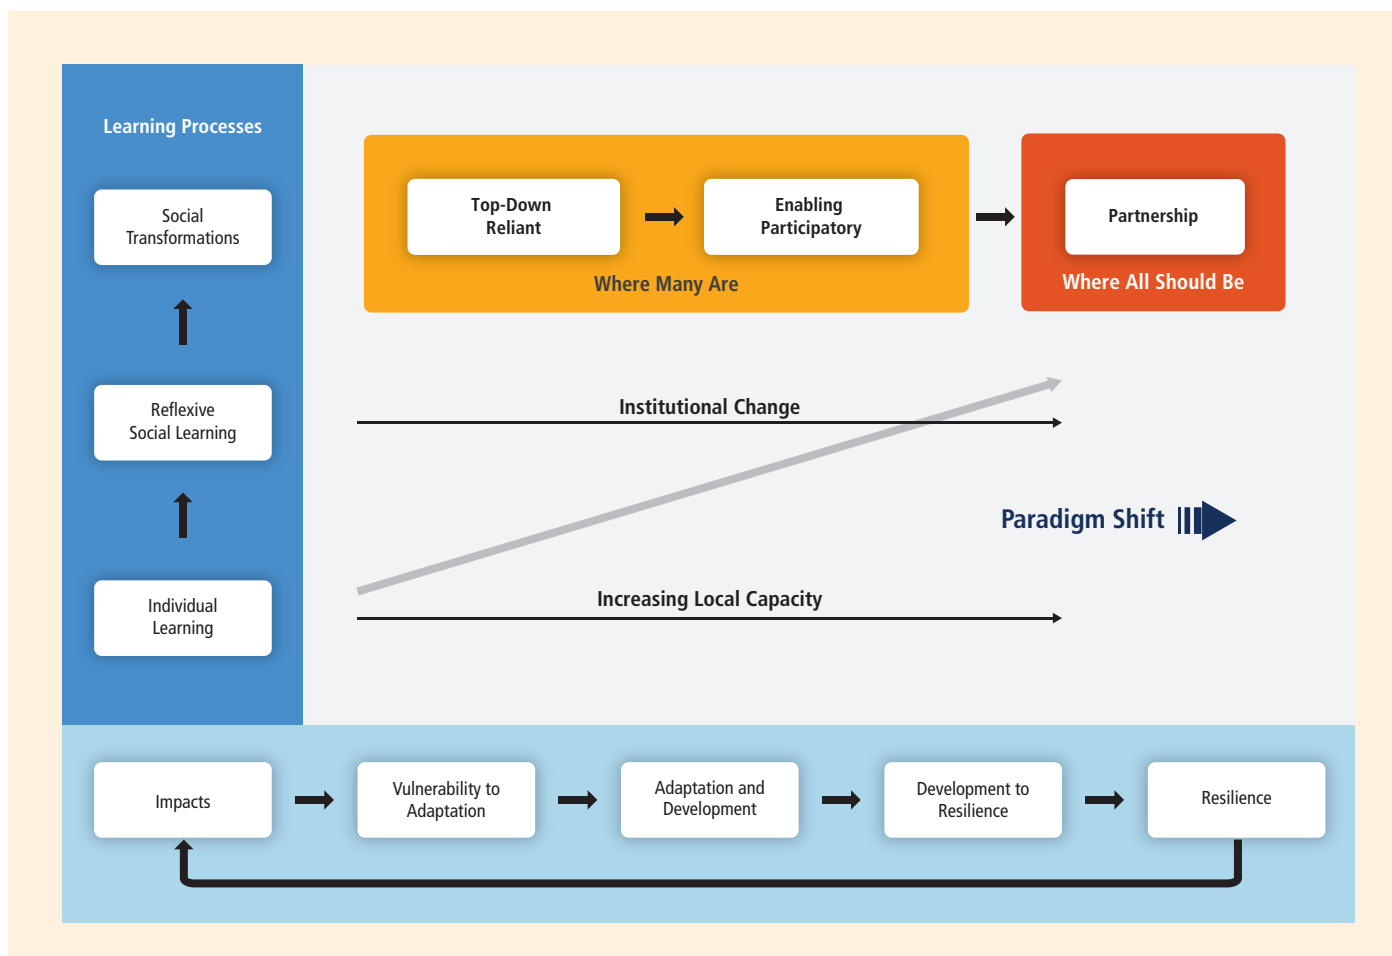 Learning Processes
Social
Transformations
Reflexive
Social Learning
Individual
Learning
Top-Down
Reliant
Enabling
Participatory
Where Many Are
Partnership
Where All Should Be
Institutional Change
Paradigm Shift
Increasing Local Capacity
Impacts
Vulnerability to
Adaptation
Adaptation and
Development
Development to
Resilience
Resilience